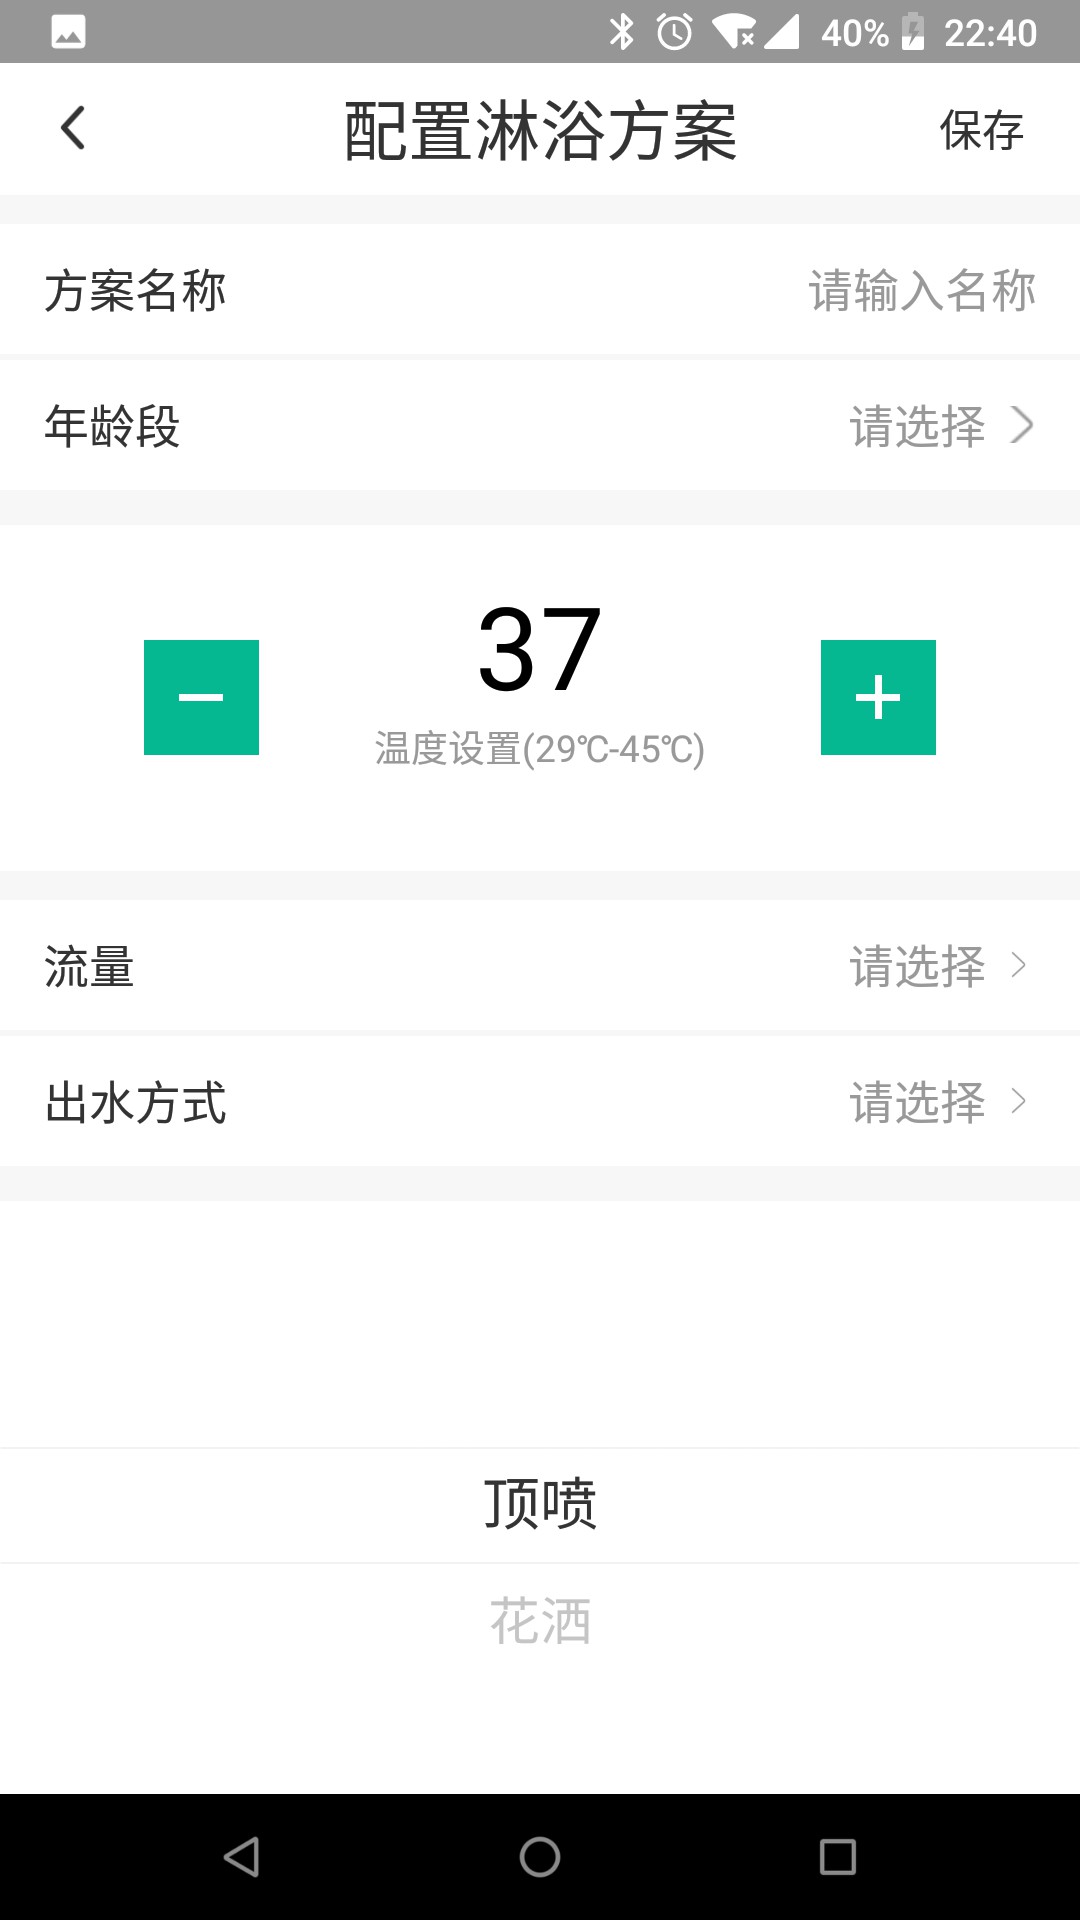 40% 22:40
配置淋浴方案 保存
方案名称 请输入名称
年龄段 请选择
37
温度设置(29℃-45℃)
流量 请选择
出水方式 请选择
顶喷
花洒